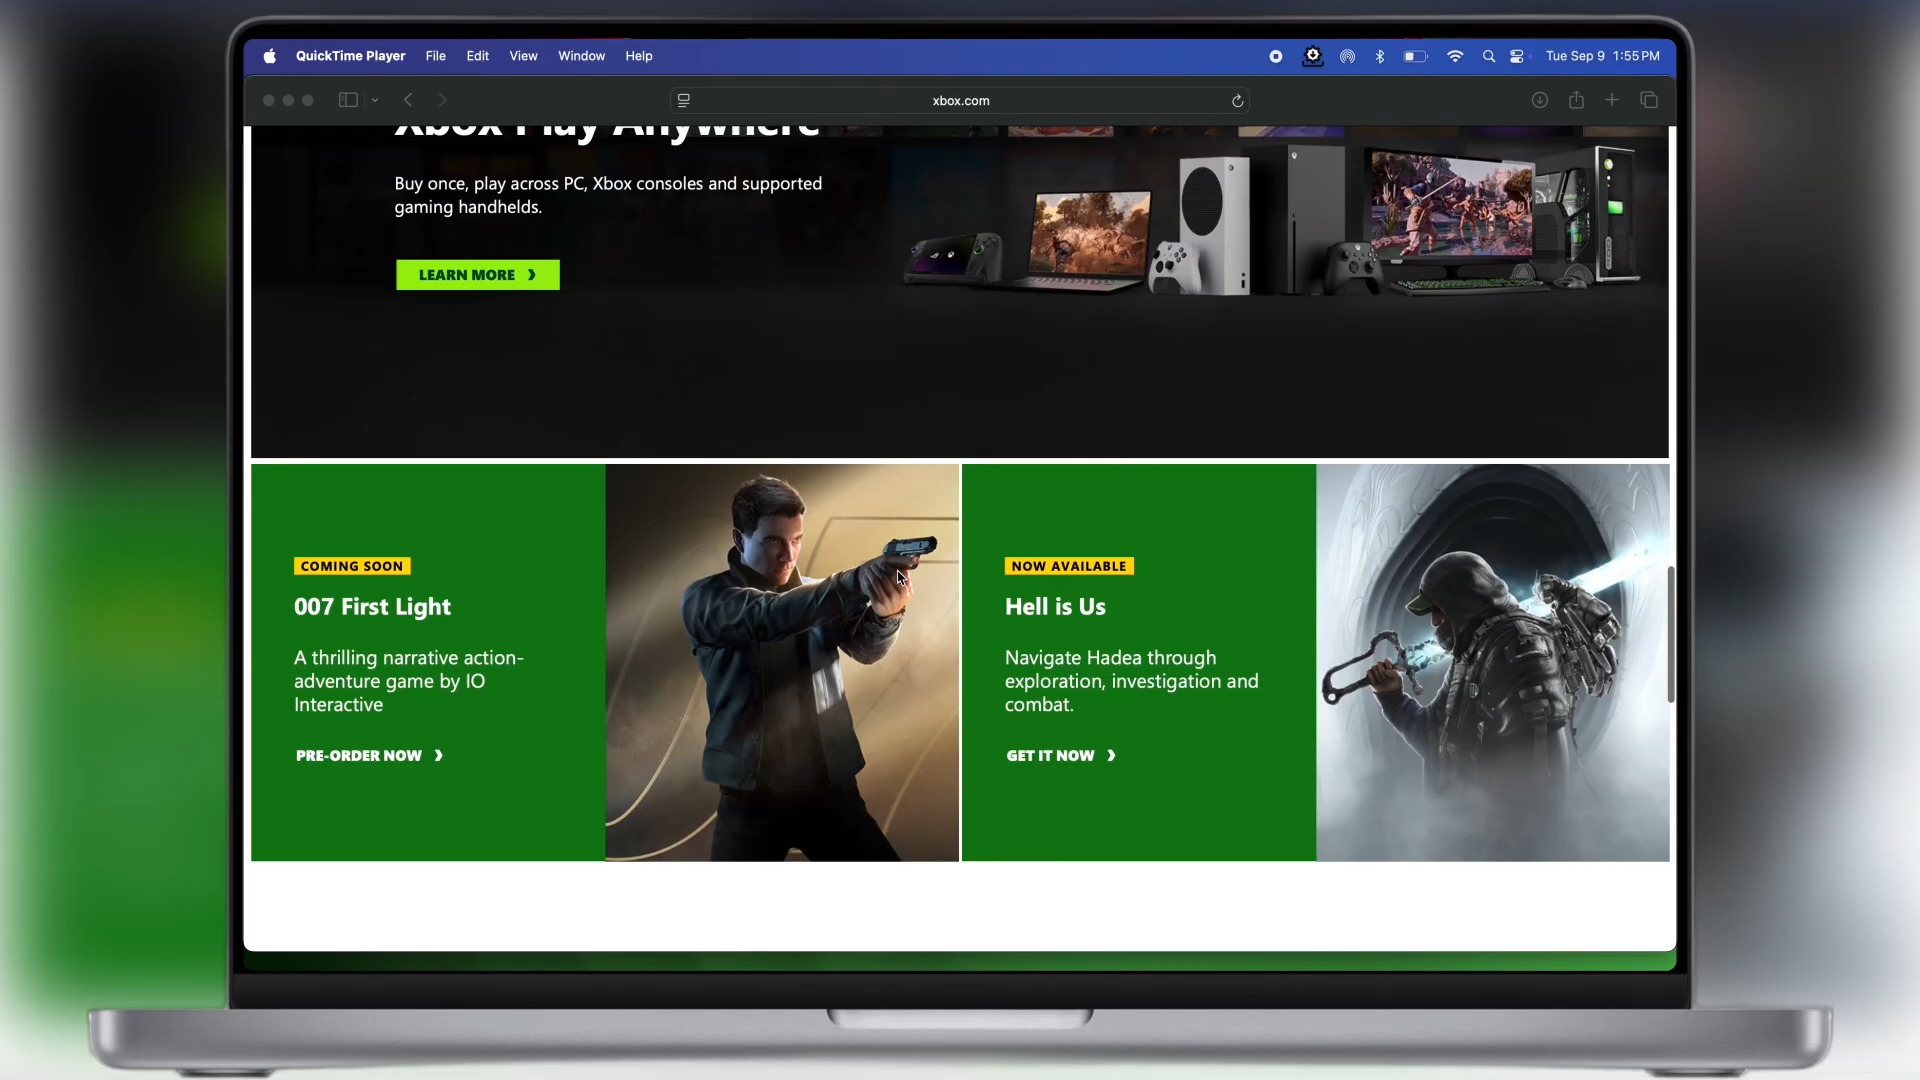 QuickTime Player File Edit View Window Help Tue Sep 9 1:55 PM
xbox.com
Xbox Play Anywhere
Buy once, play across PC, Xbox consoles and supported
gaming handhelds.
LEARN MORE
COMING SOON
007 First Light
A thrilling narrative action-
adventure game by IO
Interactive
PRE-ORDER NOW
NOW AVAILABLE
Hell is Us
Navigate Hadea through
exploration, investigation and
combat.
GET IT NOW